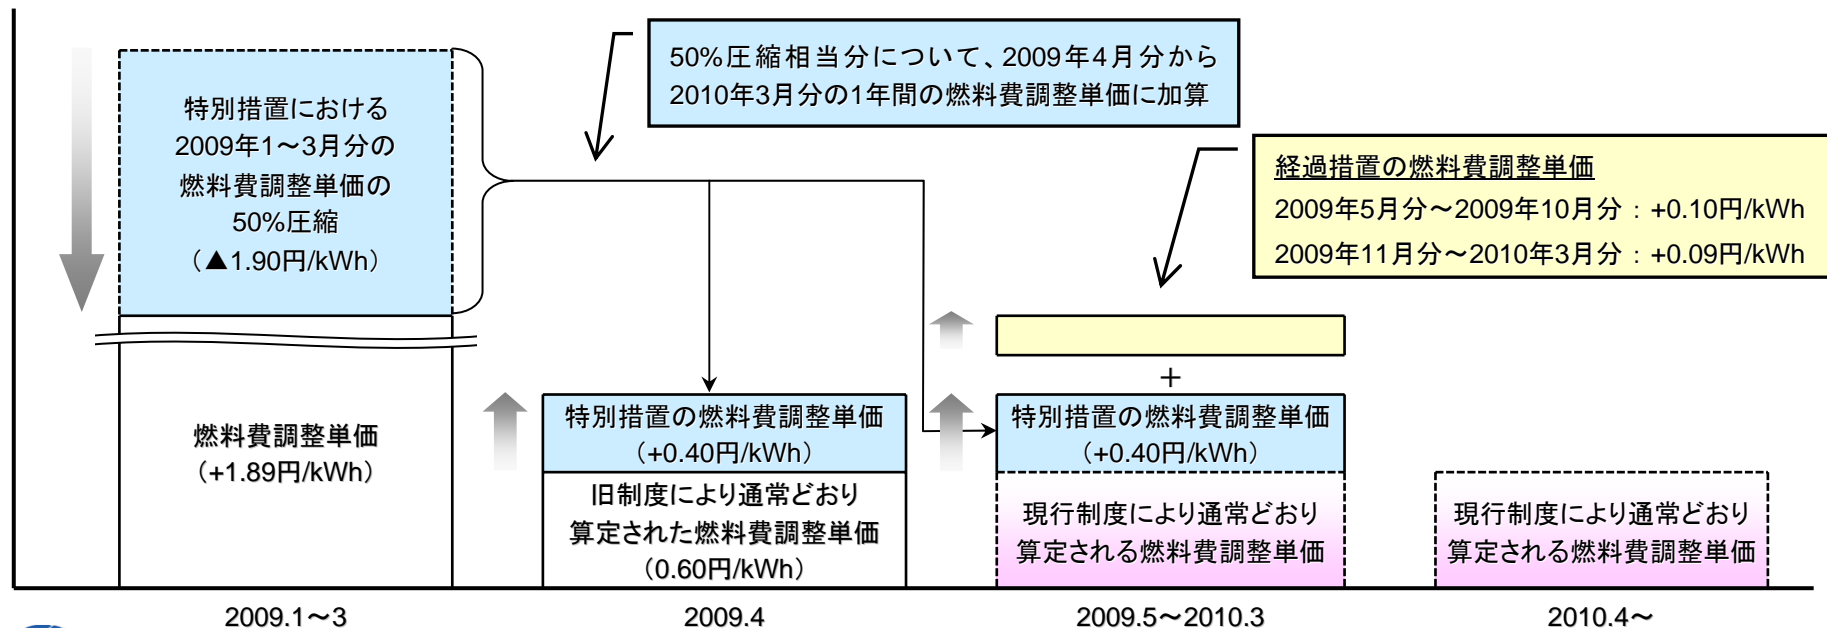 50%圧縮相当分について、2009年4月分から
2010年3月分の1年間の燃料費調整単価に加算
特別措置における
2009年1～3月分の
燃料費調整単価の
50%圧縮
（▲1.90円/kWh）
経過措置の燃料費調整単価
2009年5月分～2009年10月分：+0.10円/kWh
2009年11月分～2010年3月分：+0.09円/kWh
燃料費調整単価
（+1.89円/kWh）
特別措置の燃料費調整単価
（+0.40円/kWh）
旧制度により通常どおり
算定された燃料費調整単価
（0.60円/kWh）
＋
特別措置の燃料費調整単価
（+0.40円/kWh）
現行制度により通常どおり
算定される燃料費調整単価
現行制度により通常どおり
算定される燃料費調整単価
2009.1～3
2009.4
2009.5～2010.3
2010.4～